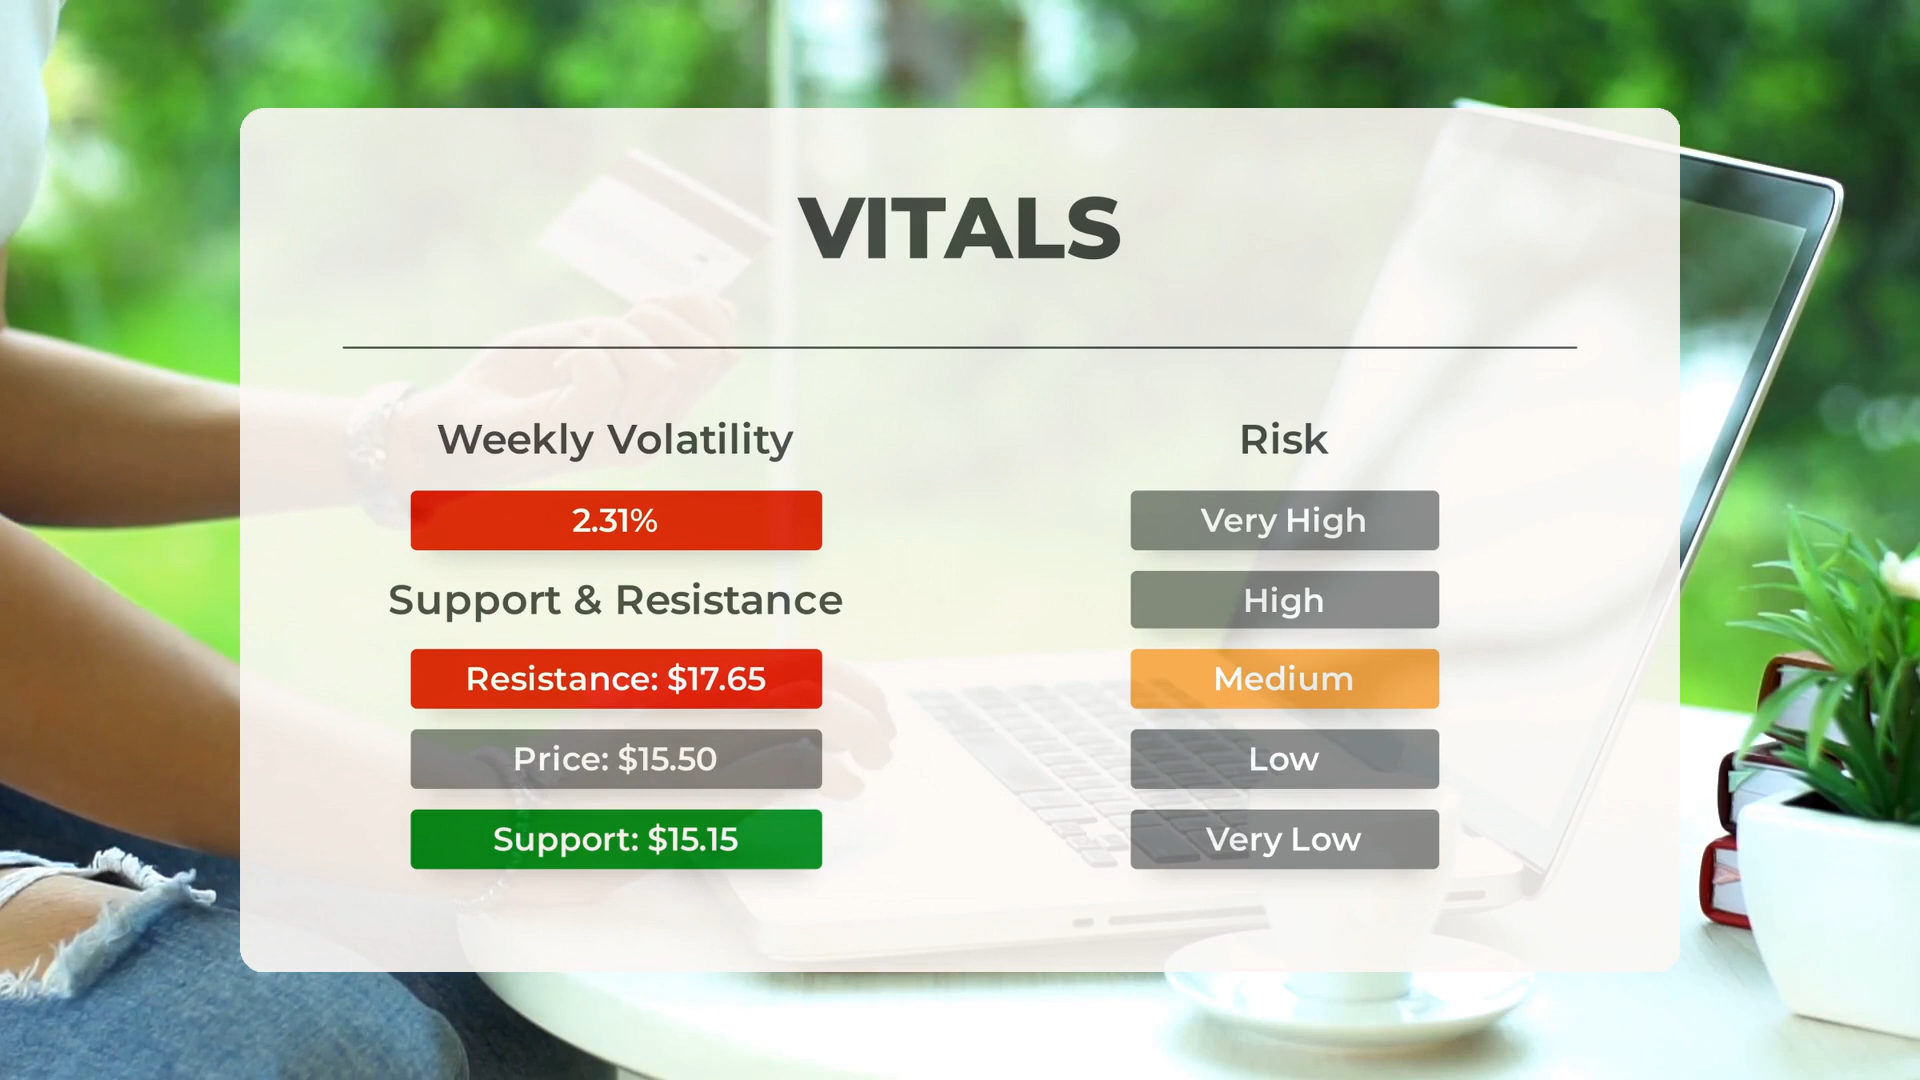 VITALS
Weekly Volatility
2.31%
Support & Resistance
Resistance: $17.65
Price: $15.50
Support: $15.15
Risk
Very High
High
Medium
Low
Very Low